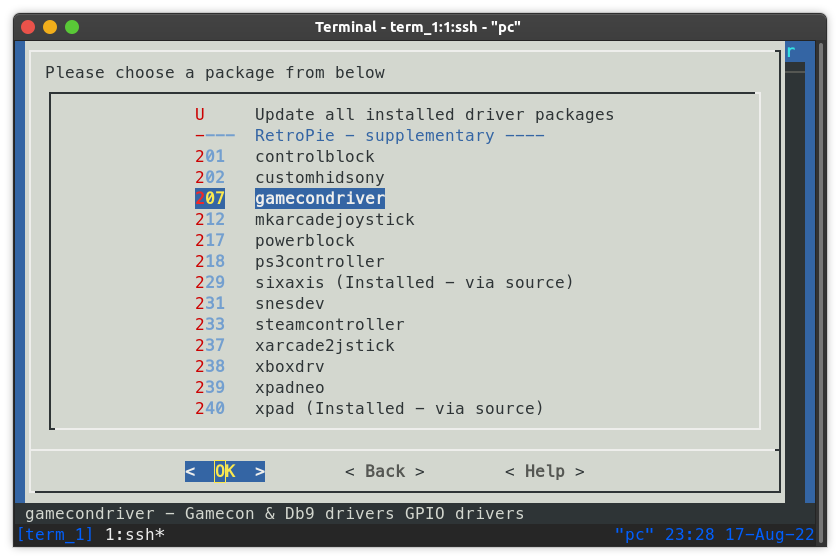 Terminal - term_1:1:ssh - "pc"
r
Please choose a package from below
U Update all installed driver packages
---- RetroPie - supplementary ----
201 controlblock
202 customhidsony
207 gamecondriver
212 mkarcadejoystick
217 powerblock
218 ps3controller
229 sixaxis (Installed - via source)
231 snesdev
233 steamcontroller
237 xarcade2jstick
238 xboxdrv
239 xpadneo
240 xpad (Installed - via source)
< OK > < Back > < Help >
gamecondriver - Gamecon & Db9 drivers GPIO drivers
[term_1] 1:ssh* "pc" 23:28 17-Aug-22